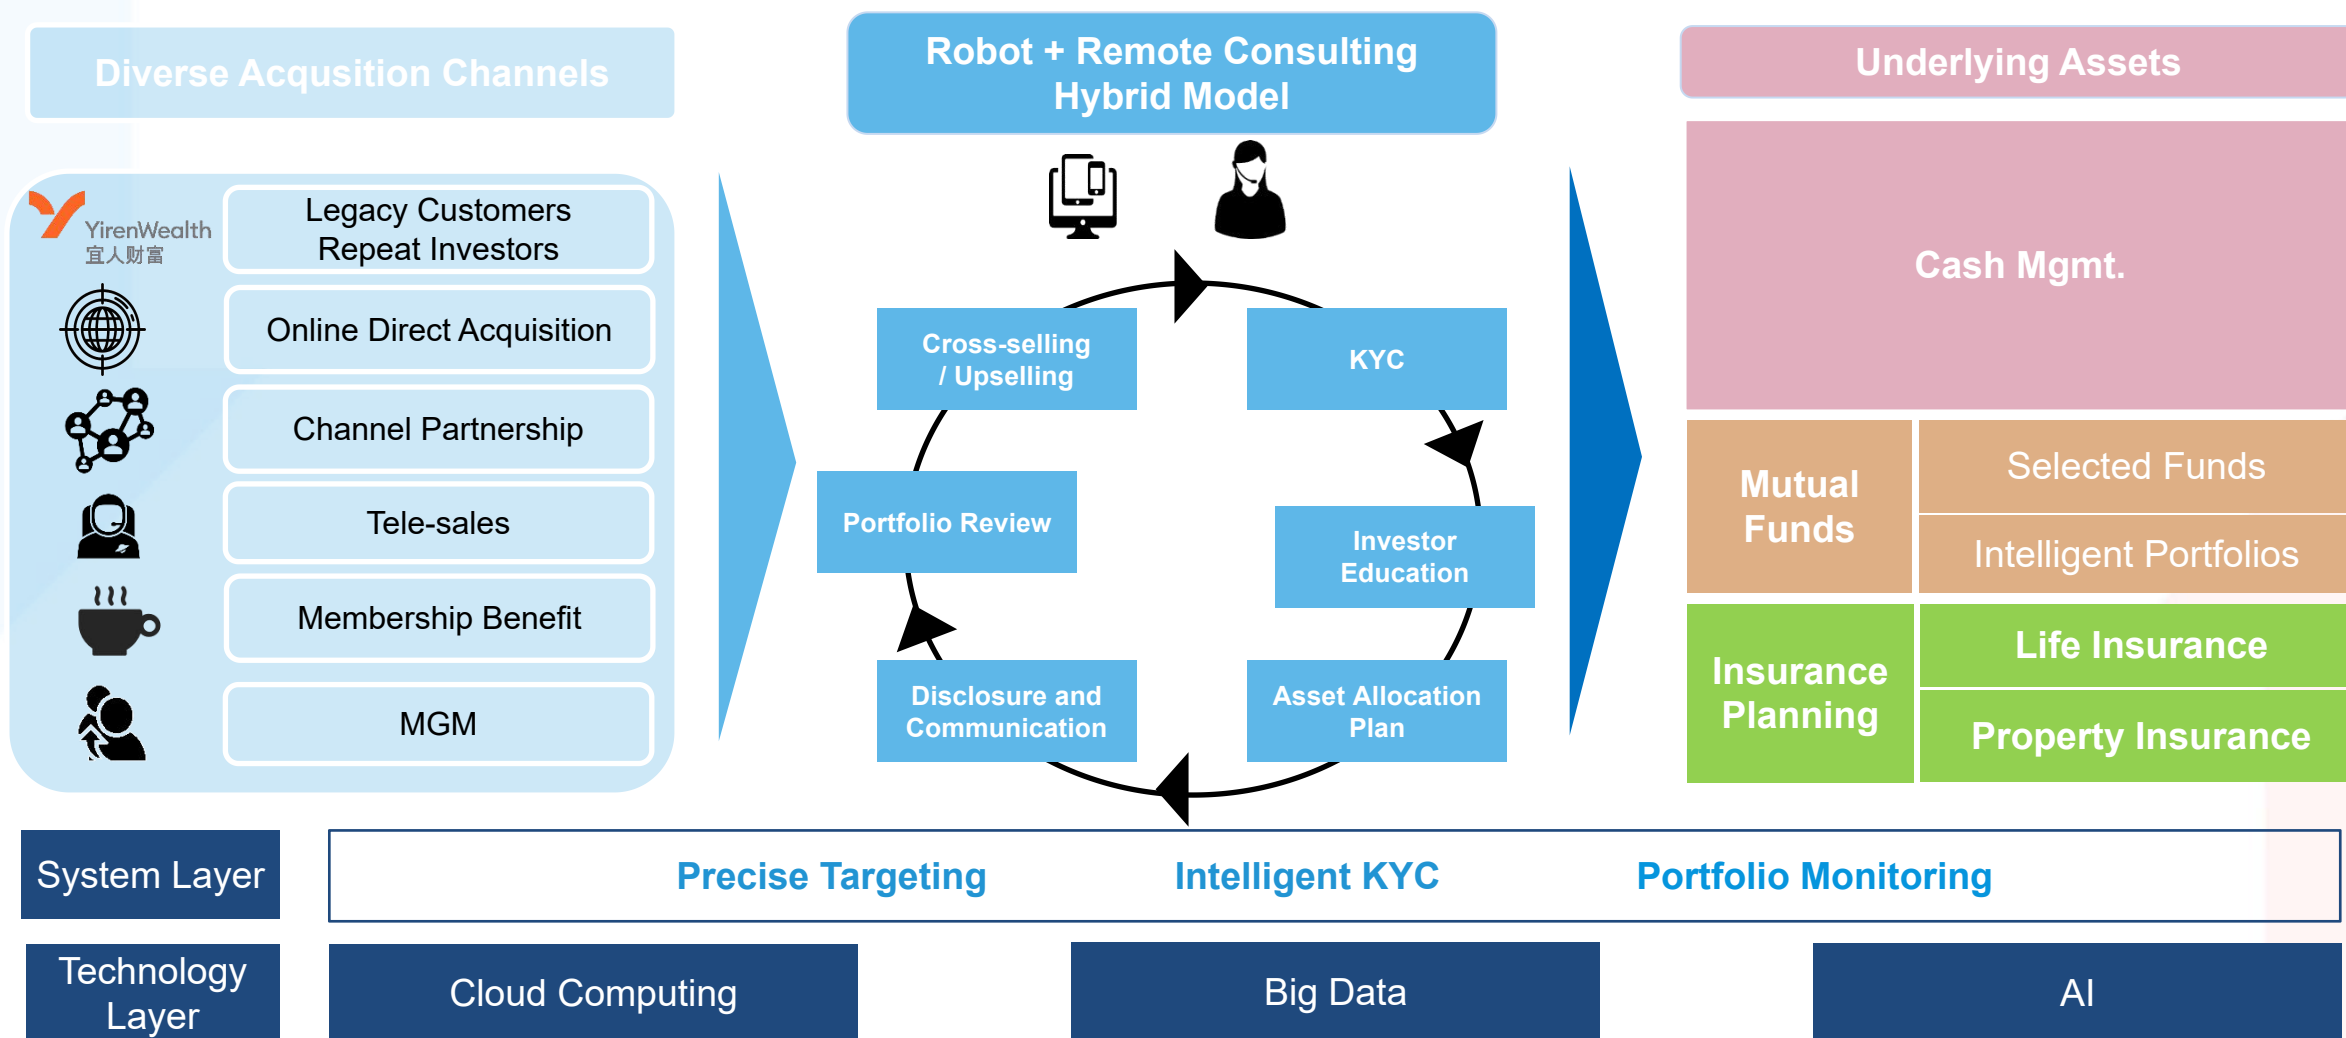 Diverse Acqusition Channels
YirenWealth
宜人财富
Legacy Customers
Repeat Investors
Online Direct Acquisition
Channel Partnership
Tele-sales
Membership Benefit
MGM
Robot + Remote Consulting
Hybrid Model
Cross-selling
/ Upselling
KYC
Portfolio Review
Investor
Education
Disclosure and
Communication
Asset Allocation
Plan
Underlying Assets
Cash Mgmt.
Mutual
Funds
Selected Funds
Intelligent Portfolios
Insurance
Planning
Life Insurance
Property Insurance
System Layer
Precise Targeting
Intelligent KYC
Portfolio Monitoring
Technology
Layer
Cloud Computing
Big Data
AI